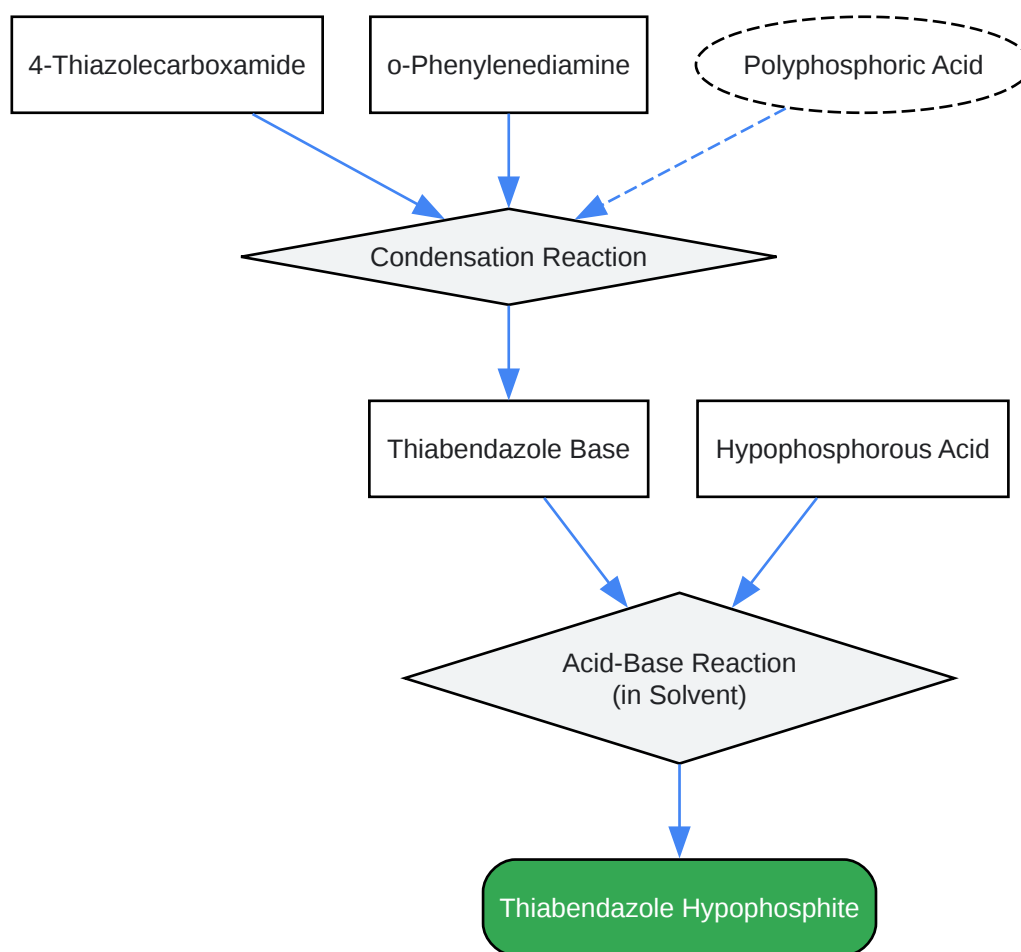 4-Thiazolecarboxamide
o-Phenylenediamine
Polyphosphoric Acid
Condensation Reaction
Thiabendazole Base
Hypophosphorous Acid
Acid-Base Reaction
(in Solvent)
Thiabendazole Hypophosphite